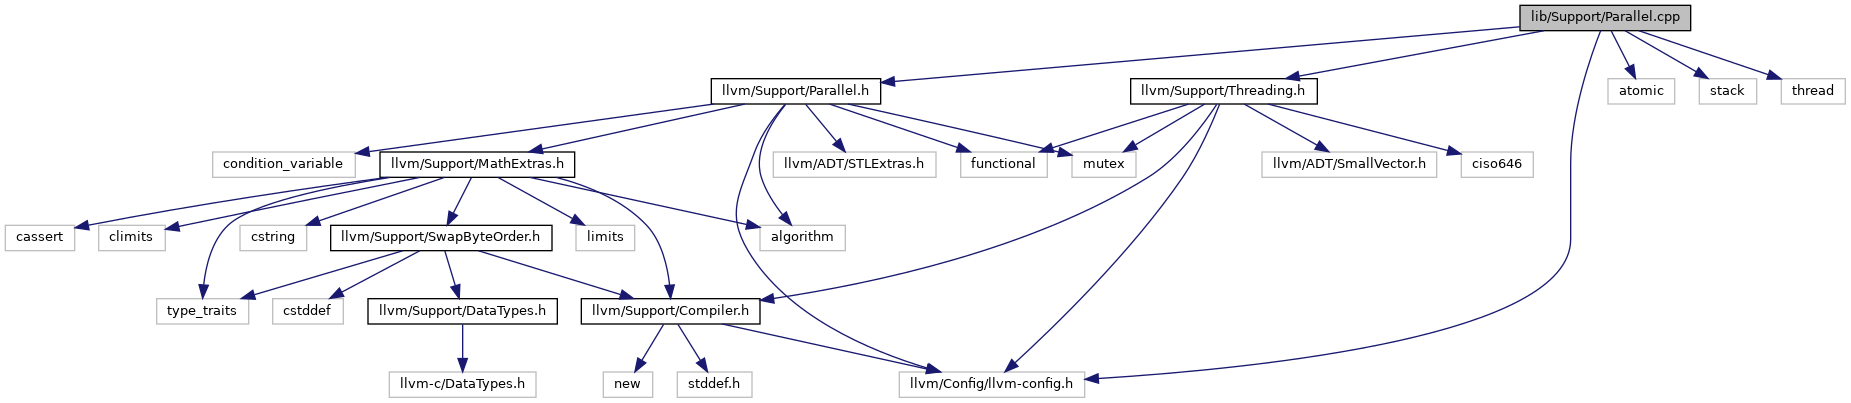 lib/Support/Parallel.cpp
llvm/Support/Parallel.h
llvm/Support/Threading.h
atomic
stack
thread
condition_variable
llvm/Support/MathExtras.h
llvm/ADT/STLExtras.h
functional
mutex
llvm/ADT/SmallVector.h
ciso646
cassert
climits
cstring
llvm/Support/SwapByteOrder.h
limits
algorithm
type_traits
cstddef
llvm/Support/DataTypes.h
llvm/Support/Compiler.h
llvm-c/DataTypes.h
new
stddef.h
llvm/Config/llvm-config.h